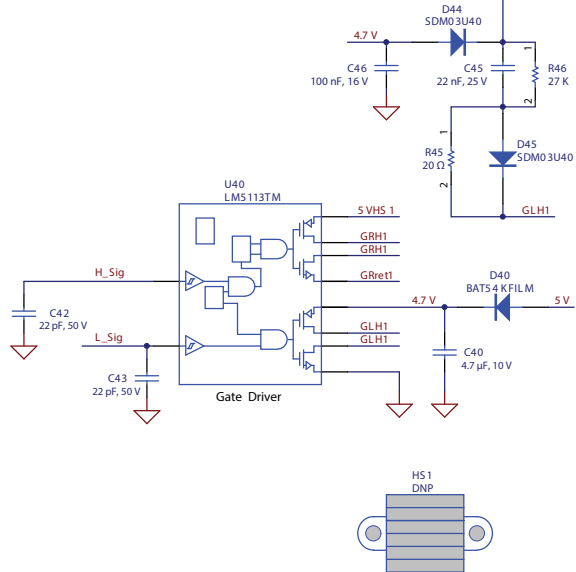 D44
SDM03U40
4.7 V
C46
100 nF, 16 V
C45
22 nF, 25 V
1
R46
27 K
2
1
R45
20 Ω
2
D45
SDM03U40
GLH1
U40
LM5113TM
5 VHS 1
GRH1
GRH1
GRret1
H_Sig
C42
22 pF, 50 V
L_Sig
C43
22 pF, 50 V
4.7 V
D40
BAT54 KFILM
5 V
GLH1
GLH1
C40
4.7 µF, 10 V
Gate Driver
HS1
DNP